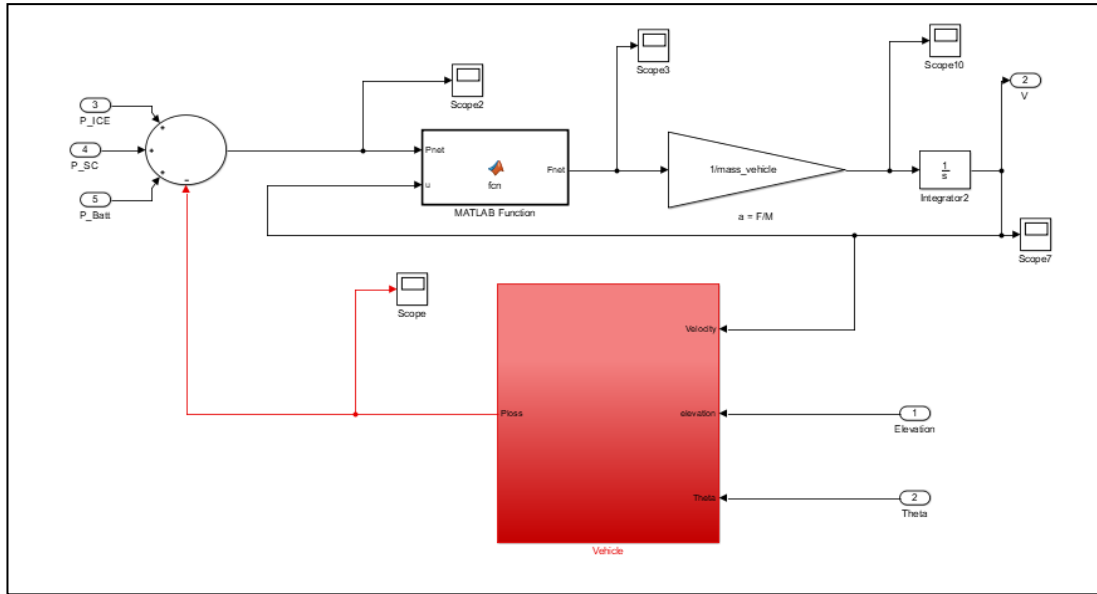 Scope3
Scope10
2
V
Scope2
3
P_ICE
4
P_SC
5
P_Batt
+
+
+
-
Pnet
u
fcn
Fnet
MATLAB Function
1/mass_vehicle
a = F/M
1
s
Integrator2
Scope7
Scope
Velocity
Ploss
elevation
1
Elevation
Theta
2
Theta
Vehicle